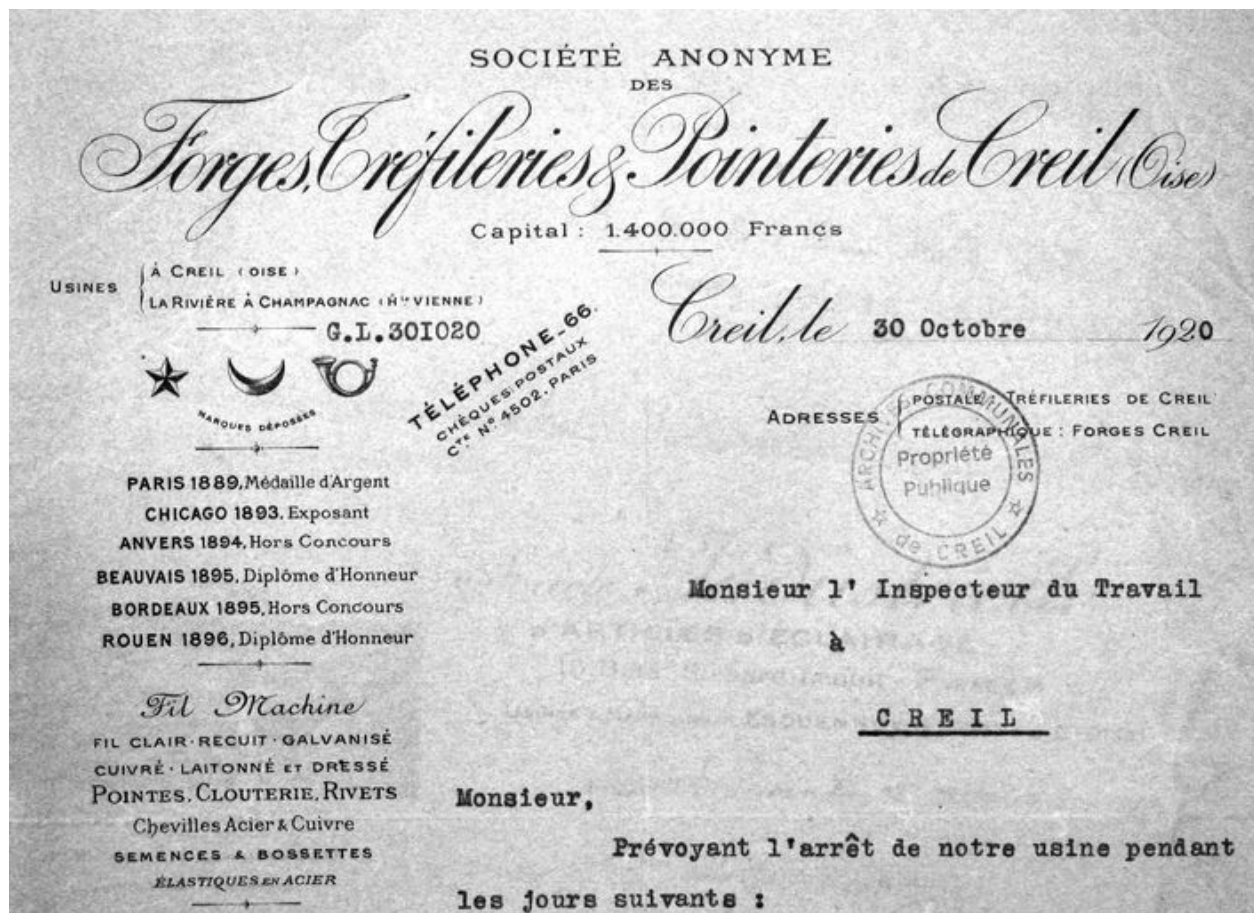 SOCIÉTÉ ANONYME
DES
Forges, Tréfileries & Pointeries de Creil (Oise)
Capital : 1.400.000 Francs
USINES
À CREIL (OISE)
LA RIVIÈRE À CHAMPAGNAC (Hte VIENNE)
G.L.301020
MARQUES DÉPOSÉES
TÉLÉPHONE_66.
CHÈQUES POSTAUX
Cte No 4502. PARIS
Creil, le 30 Octobre 1920
ADRESSES
POSTALE : TRÉFILERIES DE CREIL
TÉLÉGRAPHIQUE : FORGES CREIL
ARCHIVES COMMUNALES
Propriété
Publique
de CREIL
PARIS 1889, Médaille d'Argent
CHICAGO 1893. Exposant
ANVERS 1894, Hors Concours
BEAUVAIS 1895, Diplôme d'Honneur
BORDEAUX 1895, Hors Concours
ROUEN 1896, Diplôme d'Honneur
Fil Machine
FIL CLAIR · RECUIT · GALVANISÉ
CUIVRÉ · LAITONNÉ ET DRESSÉ
POINTES, CLOUTERIE, RIVETS
Chevilles Acier & Cuivre
SEMENCES & BOSSETTES
ÉLASTIQUES EN ACIER
Monsieur l' Inspecteur du Travail
à
CREIL
Monsieur,
Prévoyant l'arrêt de notre usine pendant
les jours suivants :